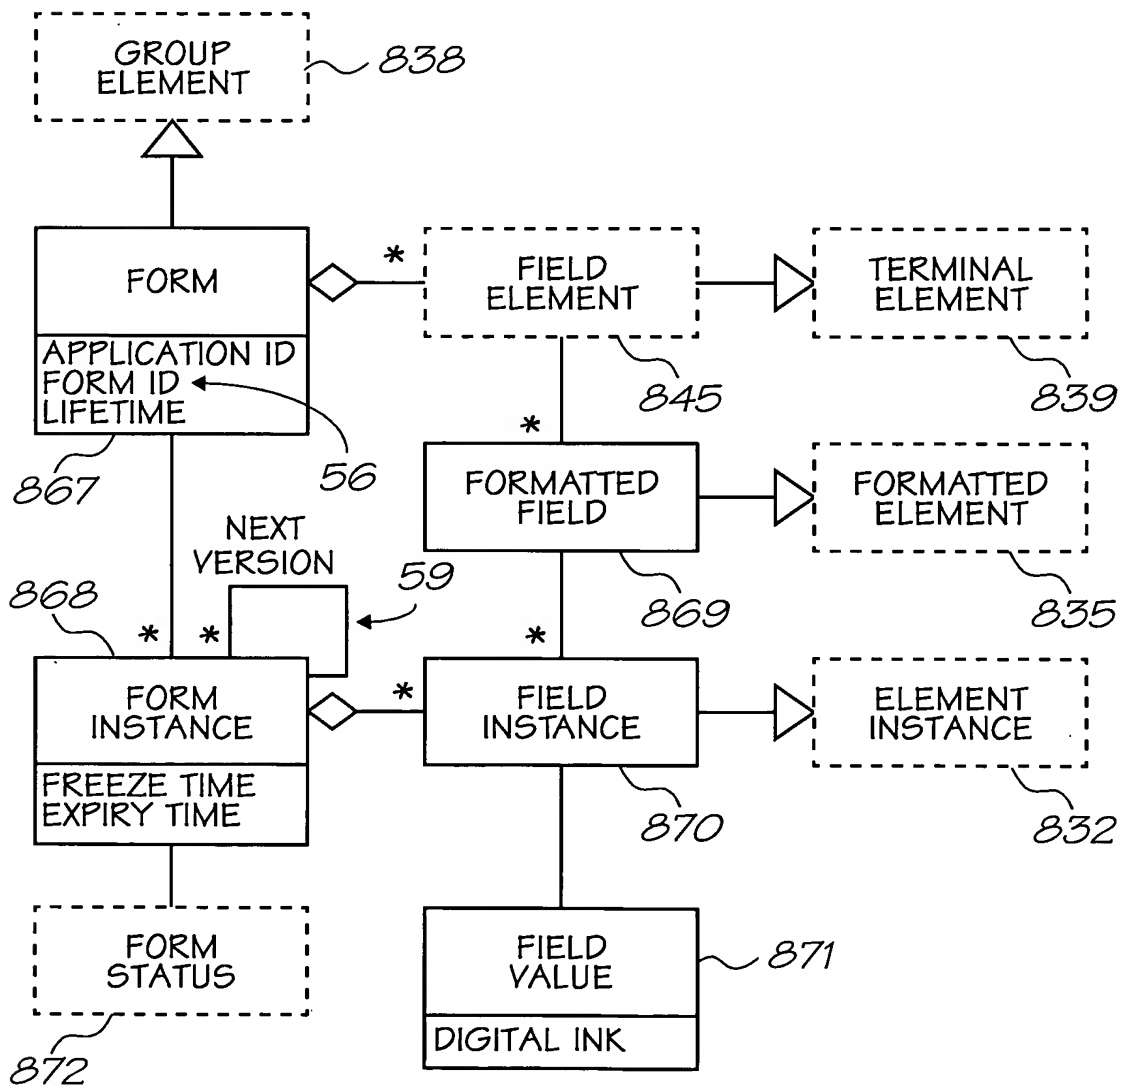 GROUP
ELEMENT
838
FORM
APPLICATION ID
FORM ID
LIFETIME
867
56
*
FIELD
ELEMENT
845
TERMINAL
ELEMENT
839
*
FORMATTED
FIELD
869
FORMATTED
ELEMENT
835
NEXT
VERSION
59
868
*
*
FORM
INSTANCE
FREEZE TIME
EXPIRY TIME
*
*
FIELD
INSTANCE
870
ELEMENT
INSTANCE
832
FORM
STATUS
872
FIELD
VALUE
DIGITAL INK
871